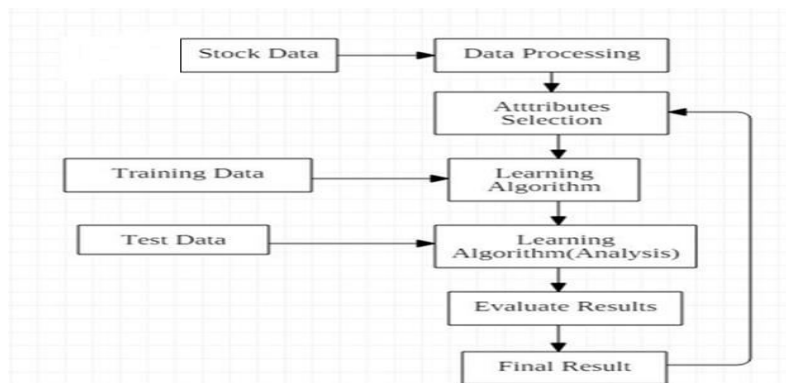 Stock Data
Data Processing
Atttributes
Selection
Training Data
Learning
Algorithm
Test Data
Learning
Algorithm(Analysis)
Evaluate Results
Final Result